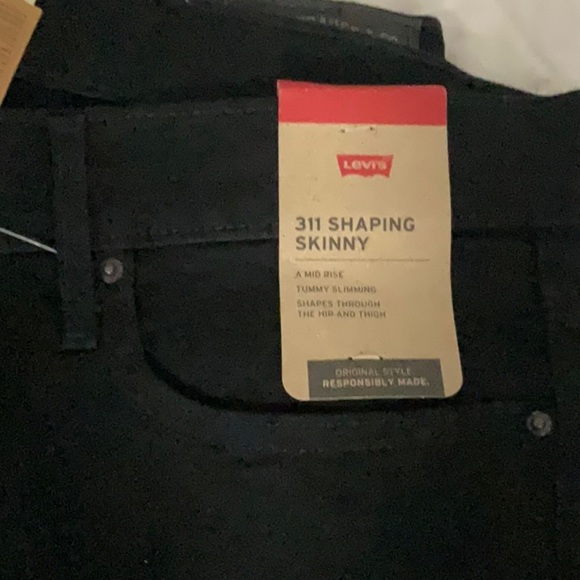 Levi's
311 SHAPING
SKINNY
A MID RISE
TUMMY SLIMMING
SHAPES THROUGH
THE HIP AND THIGH
ORIGINAL STYLE.
RESPONSIBLY MADE.